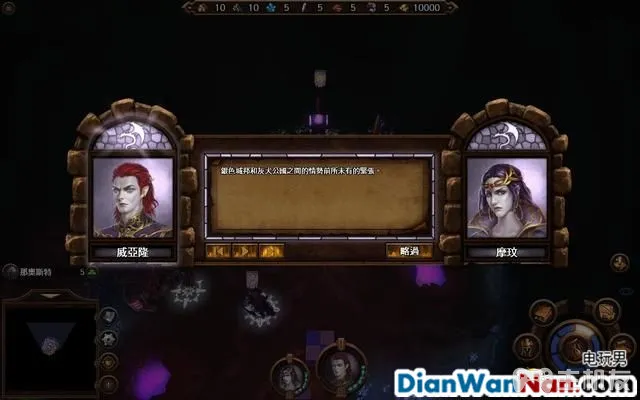 10 10 5 5 5 5 10000
銀色城邦和灰犬公國之間的情勢前所未有的緊張。
威亞隆
略過
摩玟
那奧斯特 5
电玩男
DianWanNan.com